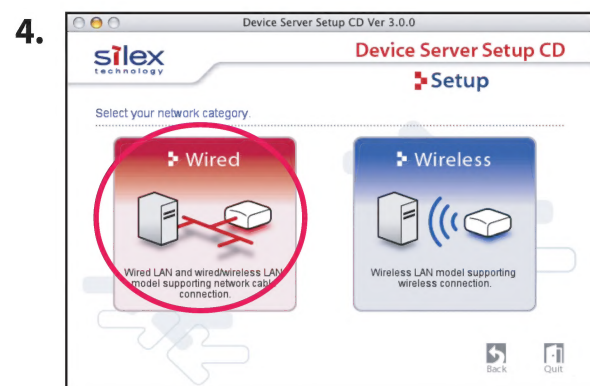 4.
Device Server Setup CD Ver 3.0.0
silex
technology
Device Server Setup CD
Setup
Select your network category.
Wired
Wireless
Wired LAN and wired/wireless LAN
model supporting network cable
connection.
Wireless LAN model supporting
wireless connection.
Back
Quit